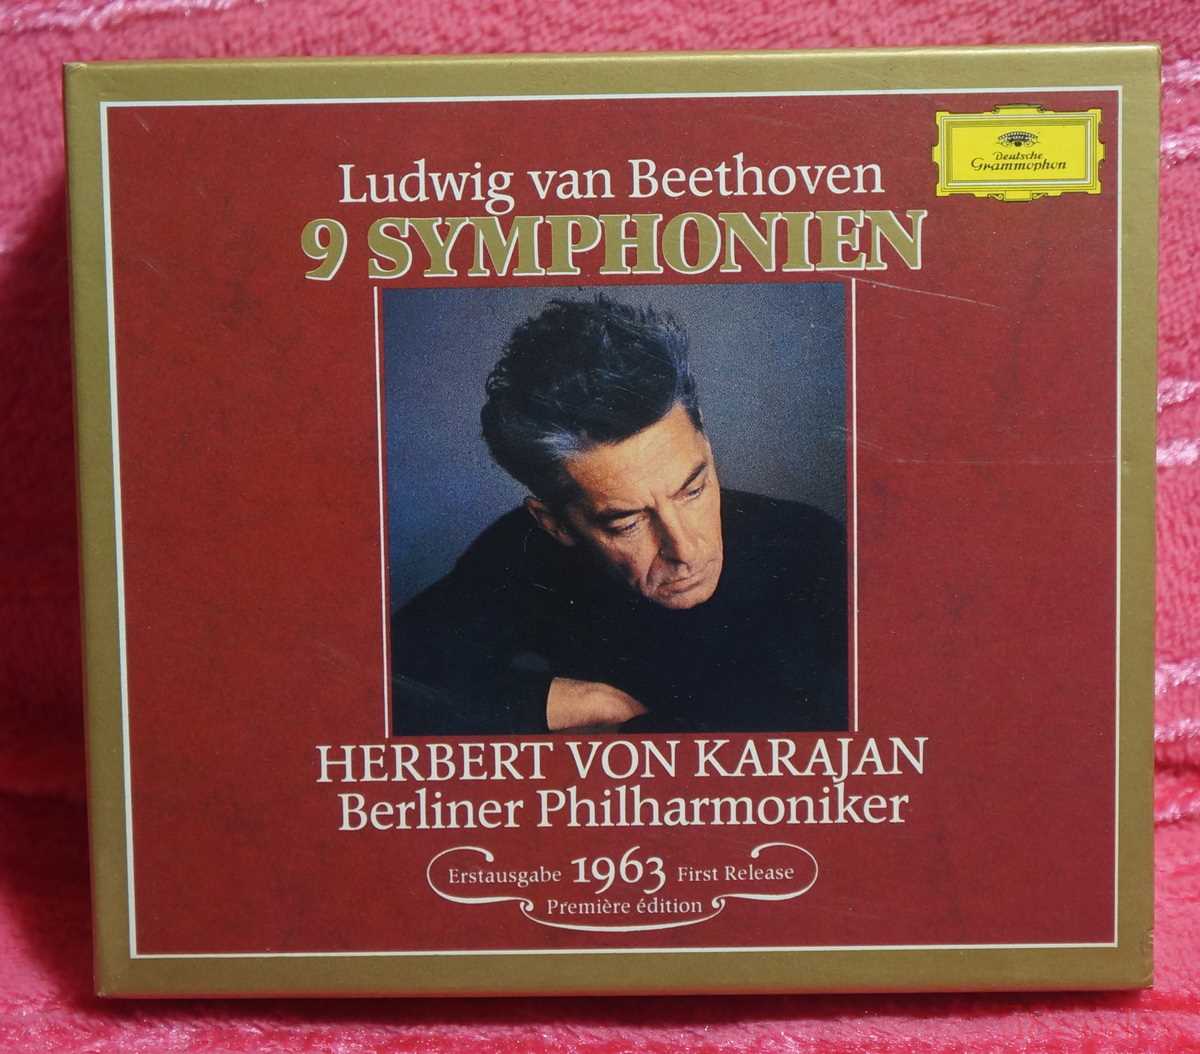 Deutsche
Grammophon
Ludwig van Beethoven
9 SYMPHONIEN
HERBERT VON KARAJAN
Berliner Philharmoniker
Erstausgabe 1963 First Release
Première édition